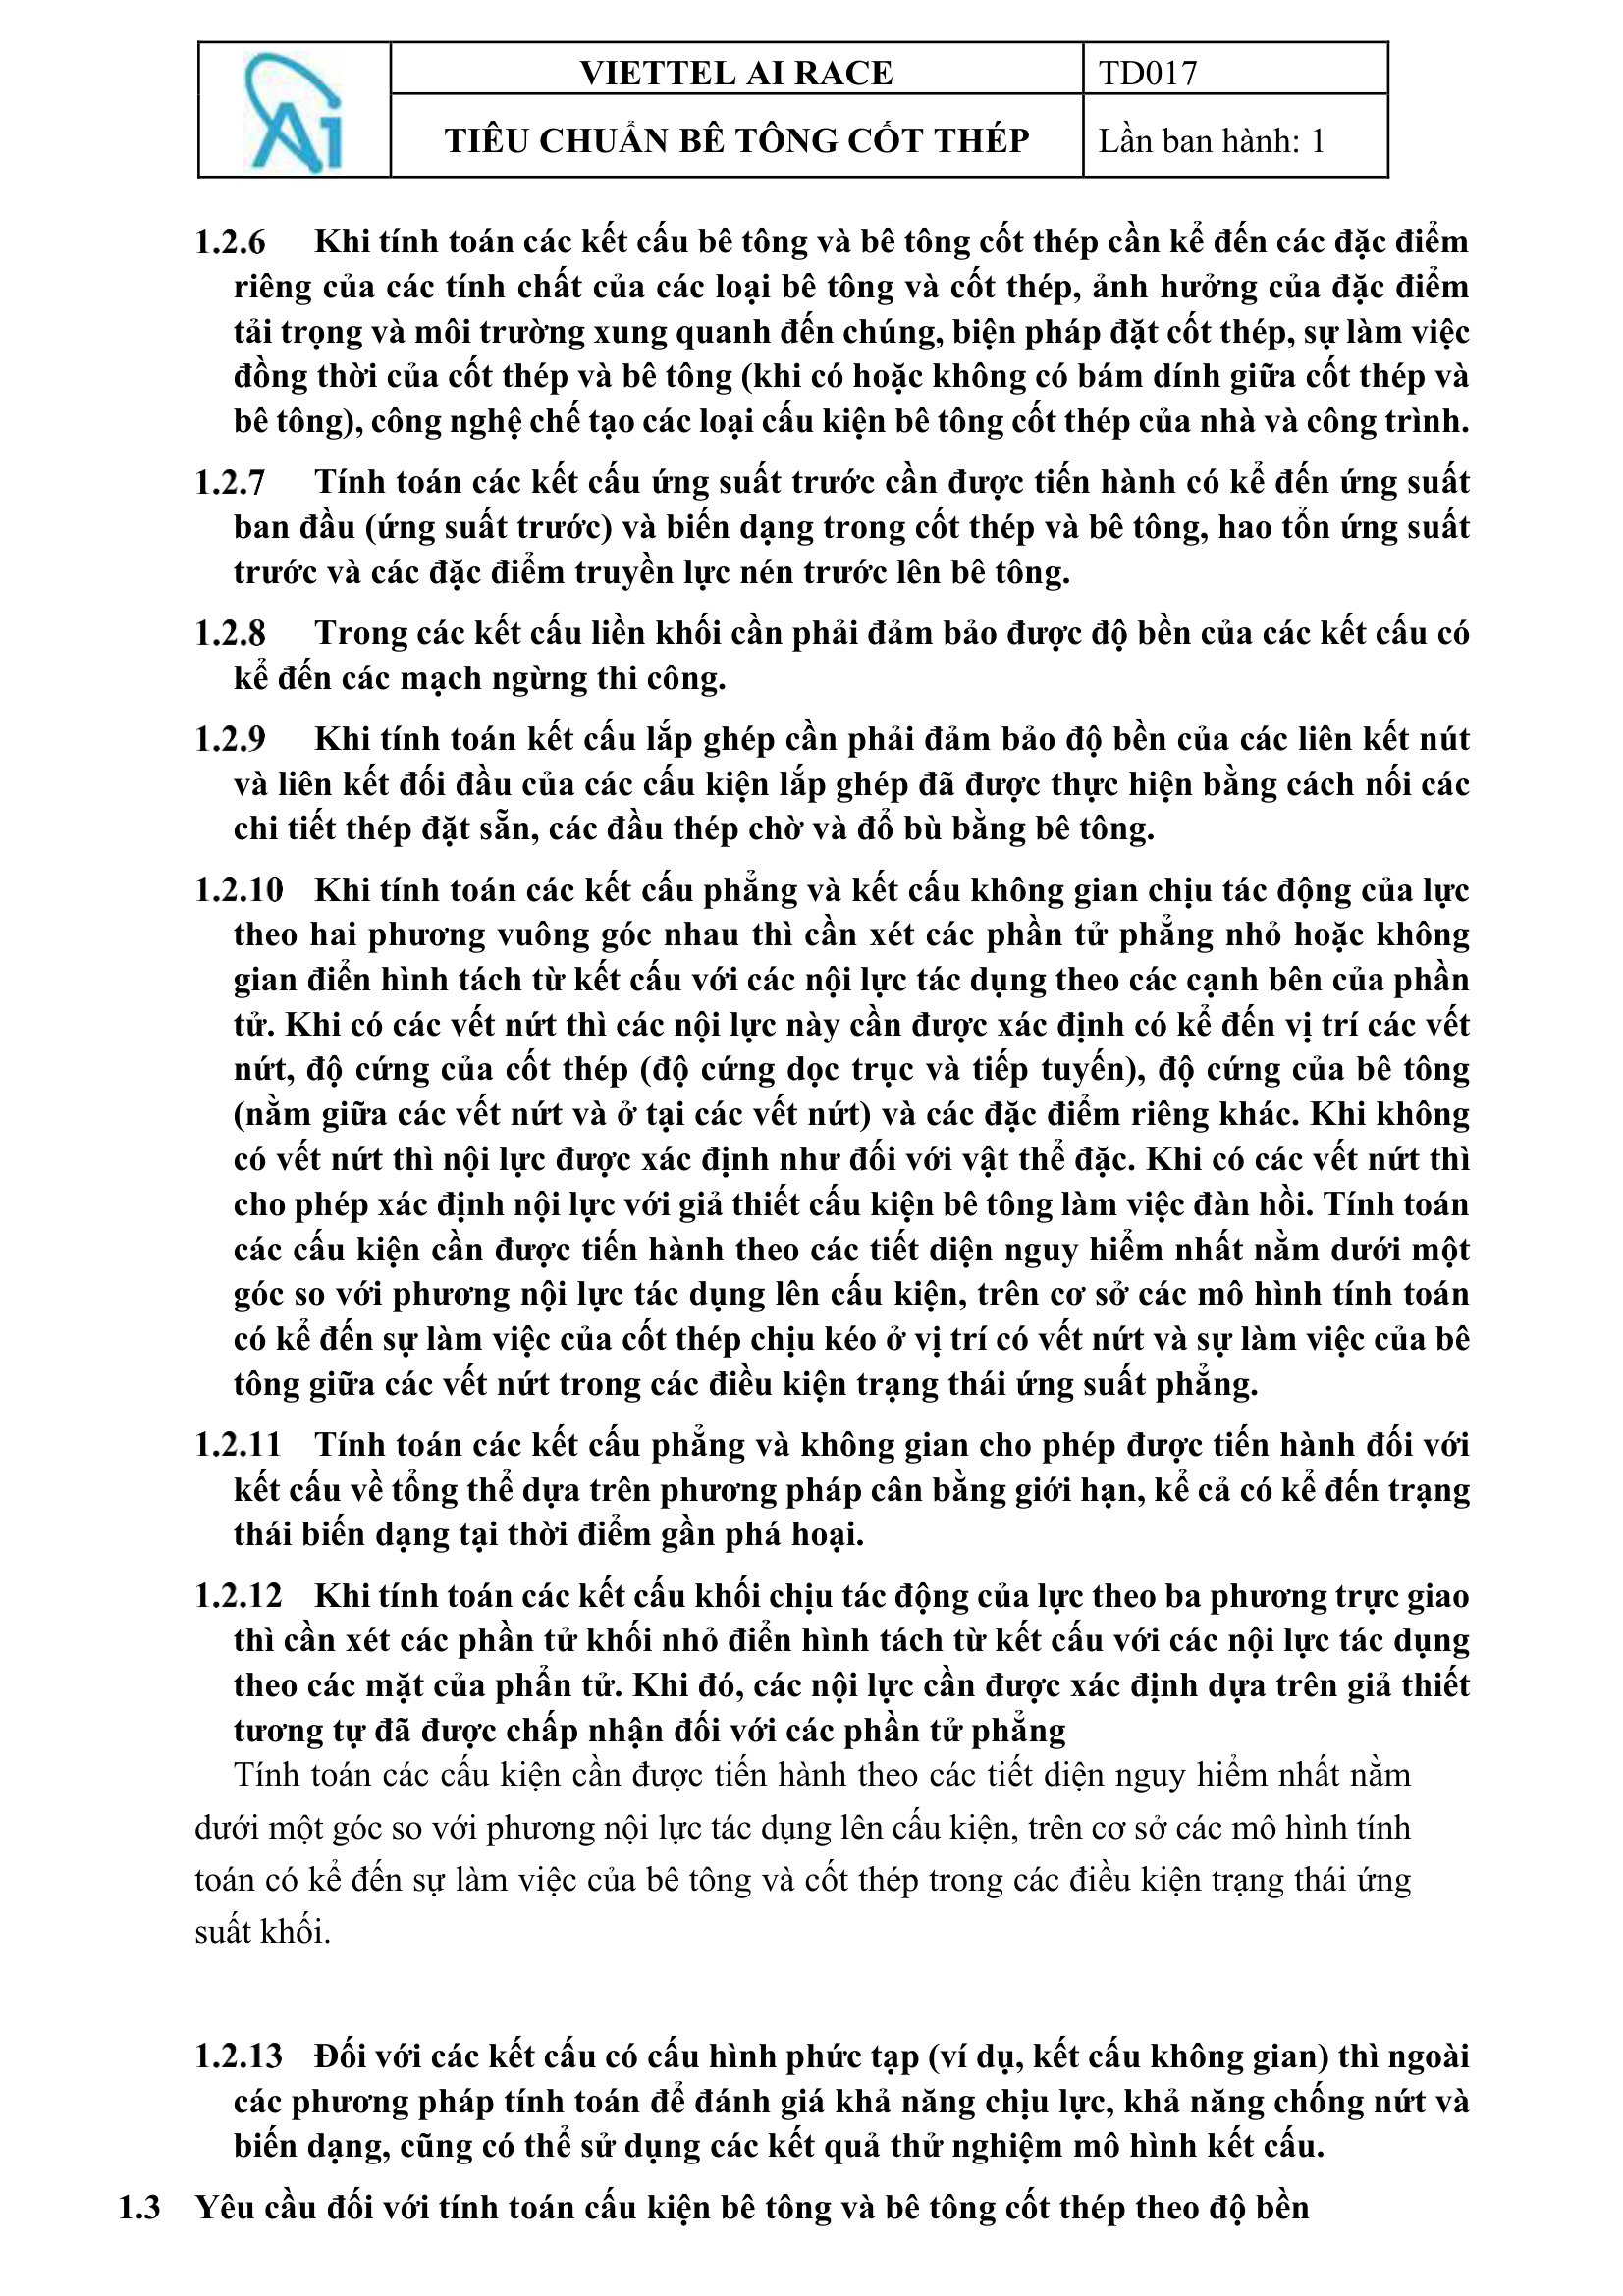 Ai
VIETTEL AI RACE
TD017
TIÊU CHUẨN BÊ TÔNG CỐT THÉP
Lần ban hành: 1
1.2.6 Khi tính toán các kết cấu bê tông và bê tông cốt thép cần kể đến các đặc điểm
riêng của các tính chất của các loại bê tông và cốt thép, ảnh hưởng của đặc điểm
tải trọng và môi trường xung quanh đến chúng, biện pháp đặt cốt thép, sự làm việc
đồng thời của cốt thép và bê tông (khi có hoặc không có bám dính giữa cốt thép và
bê tông), công nghệ chế tạo các loại cấu kiện bê tông cốt thép của nhà và công trình.
1.2.7 Tính toán các kết cấu ứng suất trước cần được tiến hành có kể đến ứng suất
ban đầu (ứng suất trước) và biến dạng trong cốt thép và bê tông, hao tổn ứng suất
trước và các đặc điểm truyền lực nén trước lên bê tông.
1.2.8 Trong các kết cấu liền khối cần phải đảm bảo được độ bền của các kết cấu có
kể đến các mạch ngừng thi công.
1.2.9 Khi tính toán kết cấu lắp ghép cần phải đảm bảo độ bền của các liên kết nút
và liên kết đối đầu của các cấu kiện lắp ghép đã được thực hiện bằng cách nối các
chi tiết thép đặt sẵn, các đầu thép chờ và đổ bù bằng bê tông.
1.2.10 Khi tính toán các kết cấu phẳng và kết cấu không gian chịu tác động của lực
theo hai phương vuông góc nhau thì cần xét các phần tử phẳng nhỏ hoặc không
gian điển hình tách từ kết cấu với các nội lực tác dụng theo các cạnh bên của phần
tử. Khi có các vết nứt thì các nội lực này cần được xác định có kể đến vị trí các vết
nứt, độ cứng của cốt thép (độ cứng dọc trục và tiếp tuyến), độ cứng của bê tông
(nằm giữa các vết nứt và ở tại các vết nứt) và các đặc điểm riêng khác. Khi không
có vết nứt thì nội lực được xác định như đối với vật thể đặc. Khi có các vết nứt thì
cho phép xác định nội lực với giả thiết cấu kiện bê tông làm việc đàn hồi. Tính toán
các cấu kiện cần được tiến hành theo các tiết diện nguy hiểm nhất nằm dưới một
góc so với phương nội lực tác dụng lên cấu kiện, trên cơ sở các mô hình tính toán
có kể đến sự làm việc của cốt thép chịu kéo ở vị trí có vết nứt và sự làm việc của bê
tông giữa các vết nứt trong các điều kiện trạng thái ứng suất phẳng.
1.2.11 Tính toán các kết cấu phẳng và không gian cho phép được tiến hành đối với
kết cấu về tổng thể dựa trên phương pháp cân bằng giới hạn, kể cả có kể đến trạng
thái biến dạng tại thời điểm gần phá hoại.
1.2.12 Khi tính toán các kết cấu khối chịu tác động của lực theo ba phương trực giao
thì cần xét các phần tử khối nhỏ điển hình tách từ kết cấu với các nội lực tác dụng
theo các mặt của phẩn tử. Khi đó, các nội lực cần được xác định dựa trên giả thiết
tương tự đã được chấp nhận đối với các phần tử phẳng
Tính toán các cấu kiện cần được tiến hành theo các tiết diện nguy hiểm nhất nằm
dưới một góc so với phương nội lực tác dụng lên cấu kiện, trên cơ sở các mô hình tính
toán có kể đến sự làm việc của bê tông và cốt thép trong các điều kiện trạng thái ứng
suất khối.
1.2.13 Đối với các kết cấu có cấu hình phức tạp (ví dụ, kết cấu không gian) thì ngoài
các phương pháp tính toán để đánh giá khả năng chịu lực, khả năng chống nứt và
biến dạng, cũng có thể sử dụng các kết quả thử nghiệm mô hình kết cấu.
1.3 Yêu cầu đối với tính toán cấu kiện bê tông và bê tông cốt thép theo độ bền